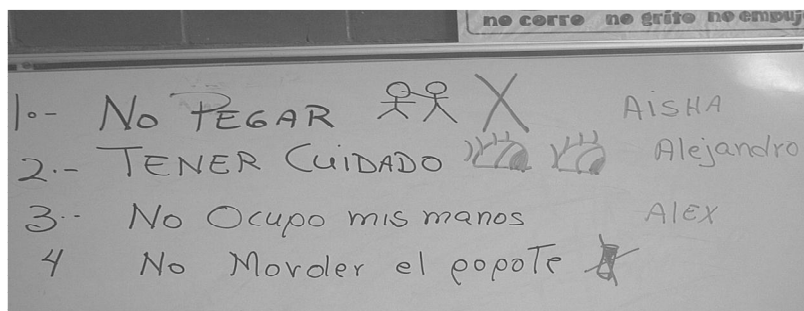 no corro no grito no empuj
1.- No PEGAR AisHA
2.- TENER CuiDADO Alejandro
3.- No Ocupo mis manos AlEX
4 No Morder el popoTe